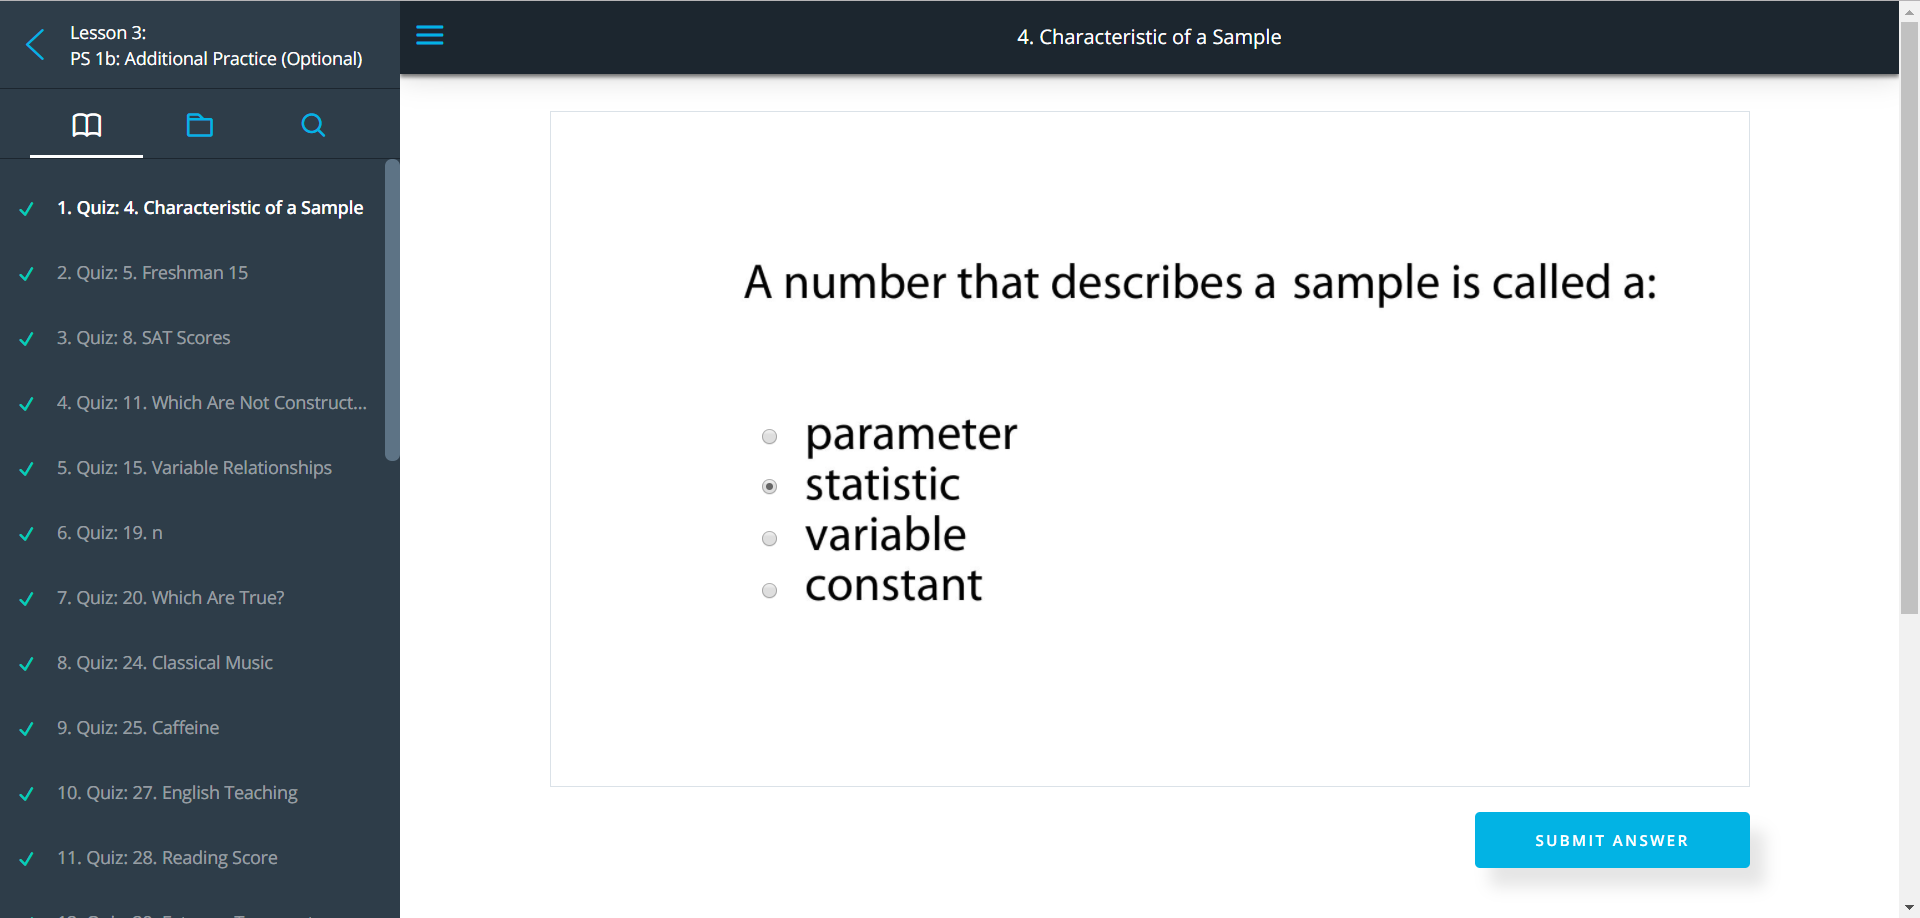 Lesson 3:
PS 1b: Additional Practice (Optional)
4. Characteristic of a Sample
1. Quiz: 4. Characteristic of a Sample
2. Quiz: 5. Freshman 15
3. Quiz: 8. SAT Scores
4. Quiz: 11. Which Are Not Construct...
5. Quiz: 15. Variable Relationships
6. Quiz: 19. n
7. Quiz: 20. Which Are True?
8. Quiz: 24. Classical Music
9. Quiz: 25. Caffeine
10. Quiz: 27. English Teaching
11. Quiz: 28. Reading Score
A number that describes a sample is called a:
parameter
statistic
variable
constant
SUBMIT ANSWER